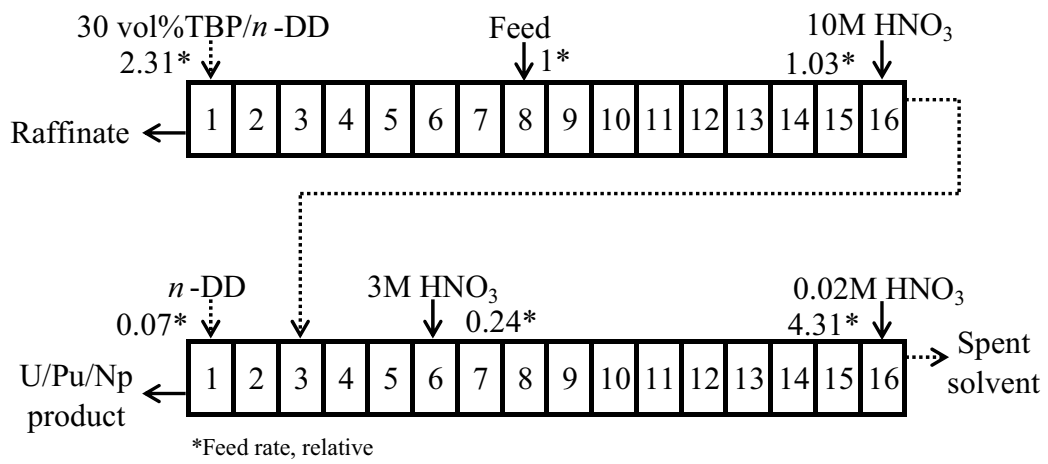 30 vol%TBP/n-DD
Feed
10M HNO₃
2.31*
1*
1.03*
1 2 3 4 5 6 7 8 9 10 11 12 13 14 15 16
Raffinate
n-DD
3M HNO₃
0.02M HNO₃
0.07*
0.24*
4.31*
1 2 3 4 5 6 7 8 9 10 11 12 13 14 15 16
Spent
solvent
U/Pu/Np
product
*Feed rate, relative